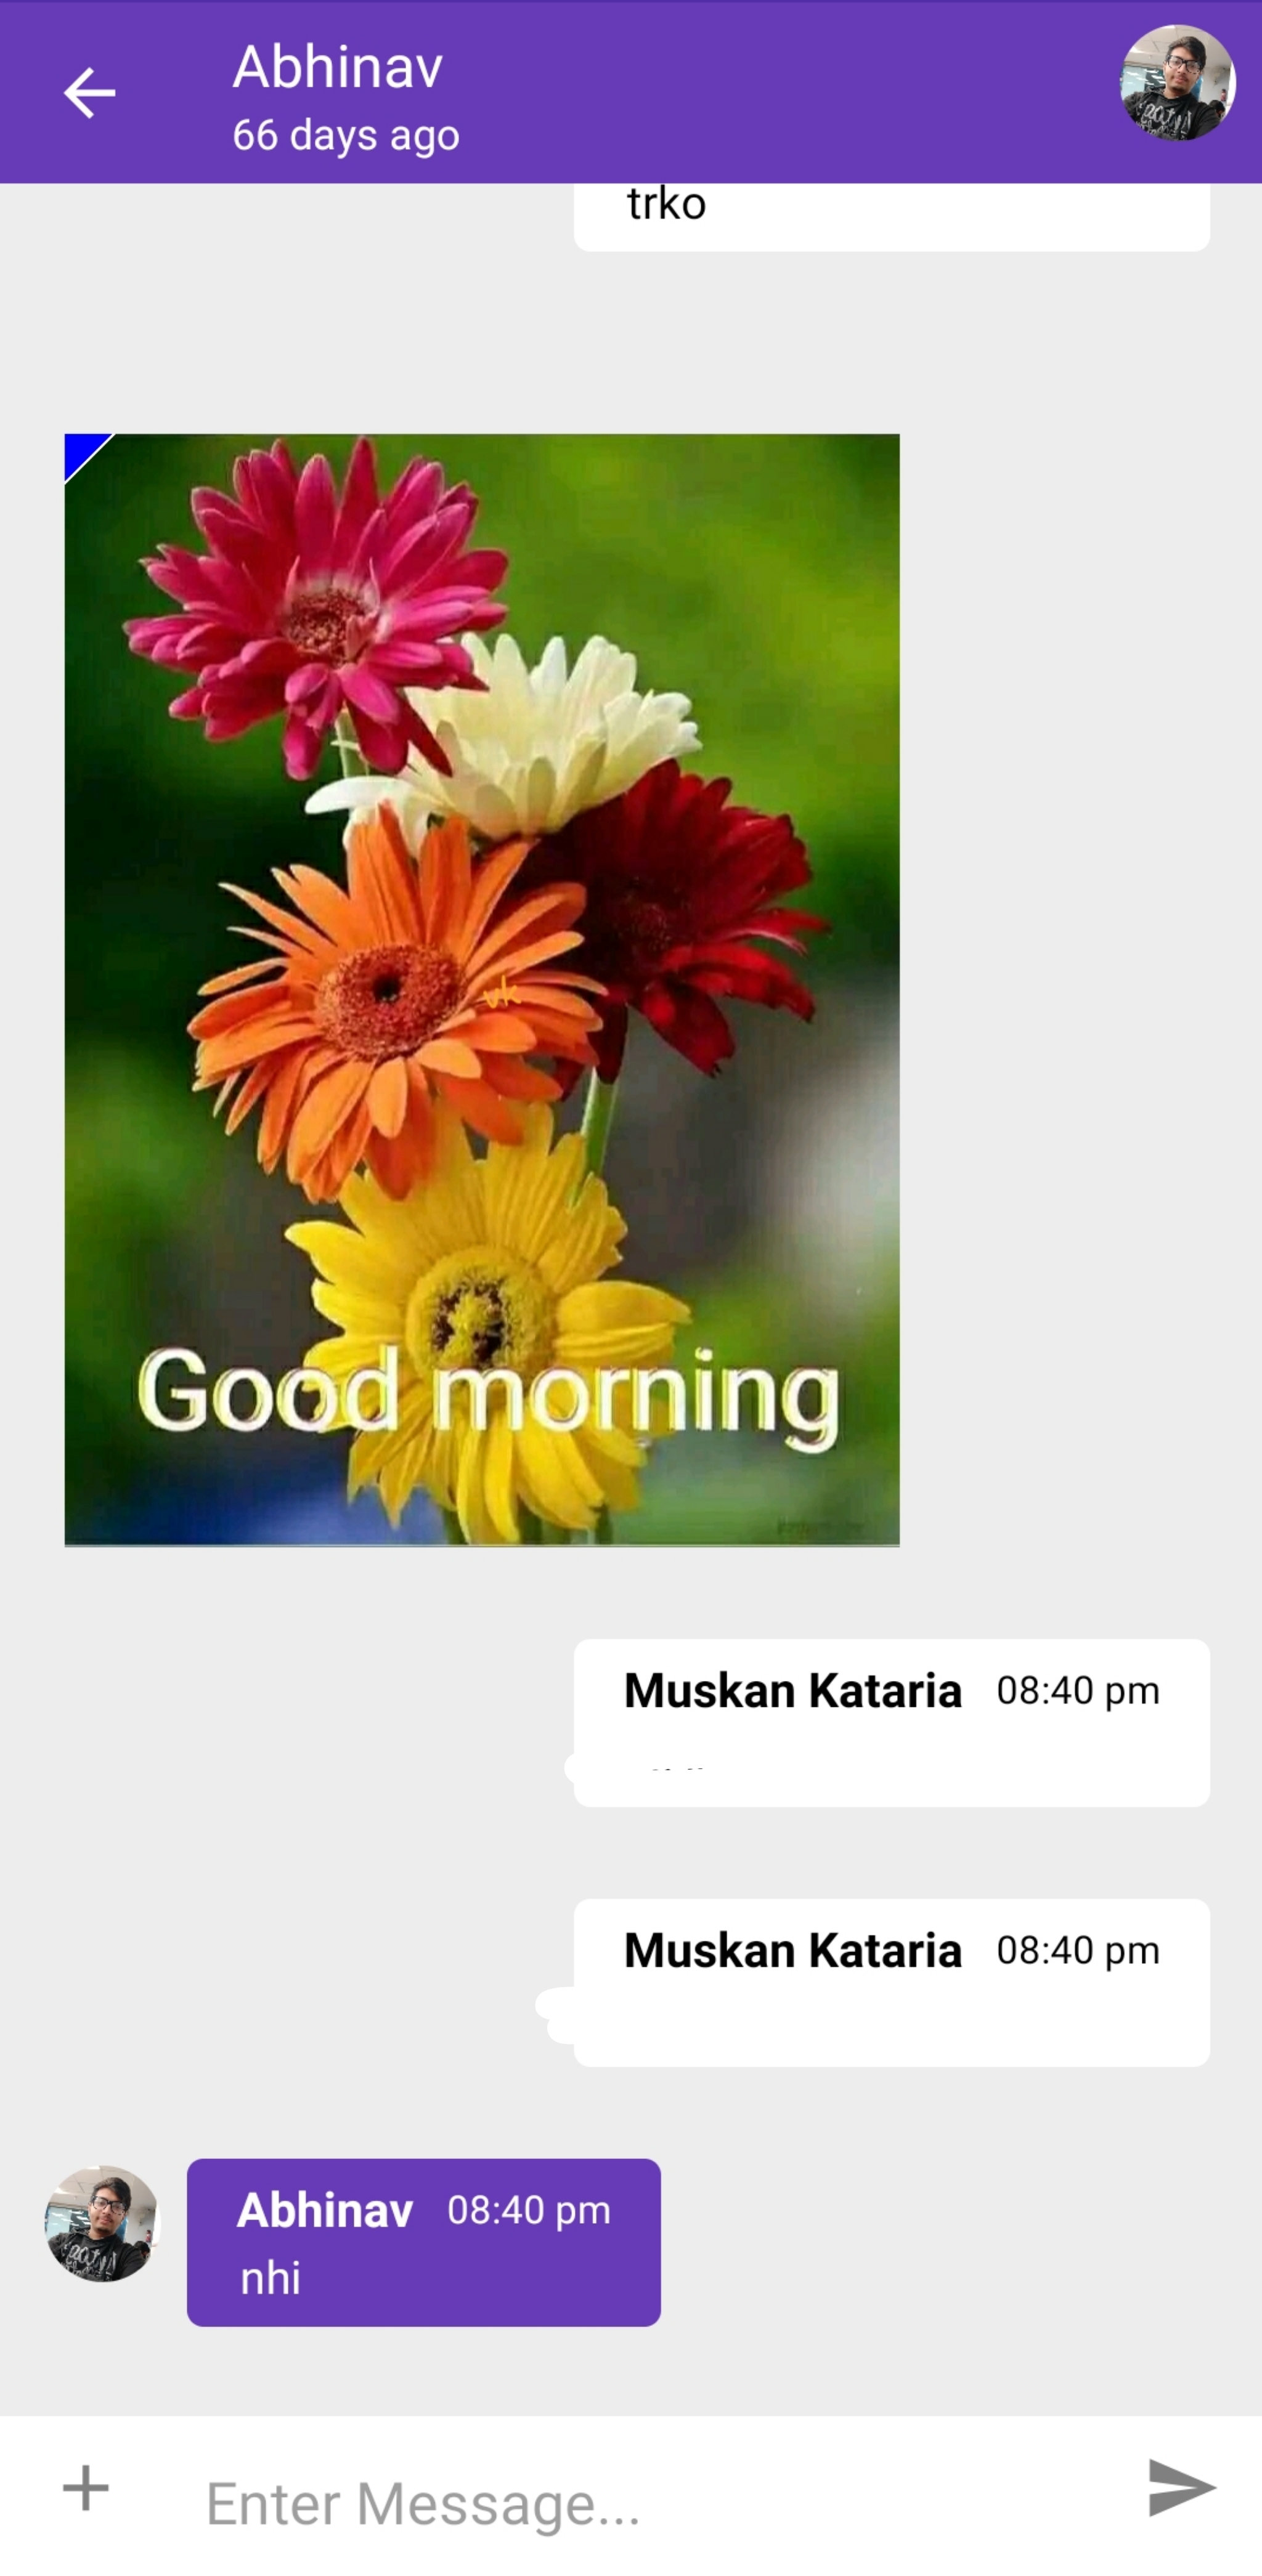 Abhinav
66 days ago
trko
vk
Good morning
Muskan Kataria 08:40 pm
Muskan Kataria 08:40 pm
Abhinav 08:40 pm
nhi
Enter Message...